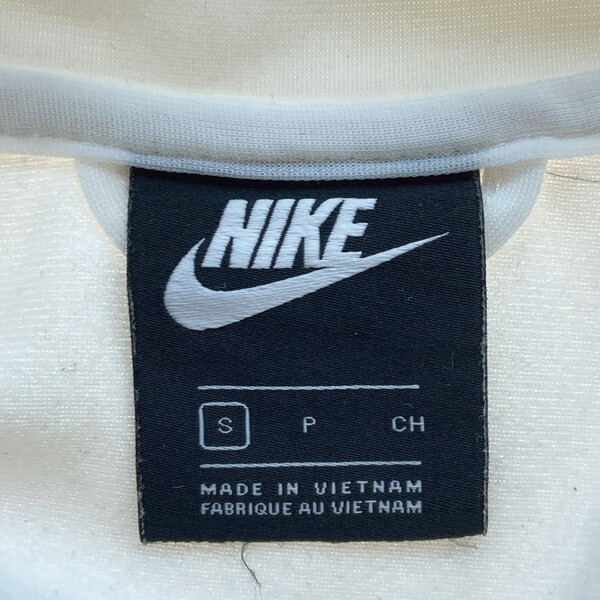 NIKE
S P CH
MADE IN VIETNAM
FABRIQUE AU VIETNAM